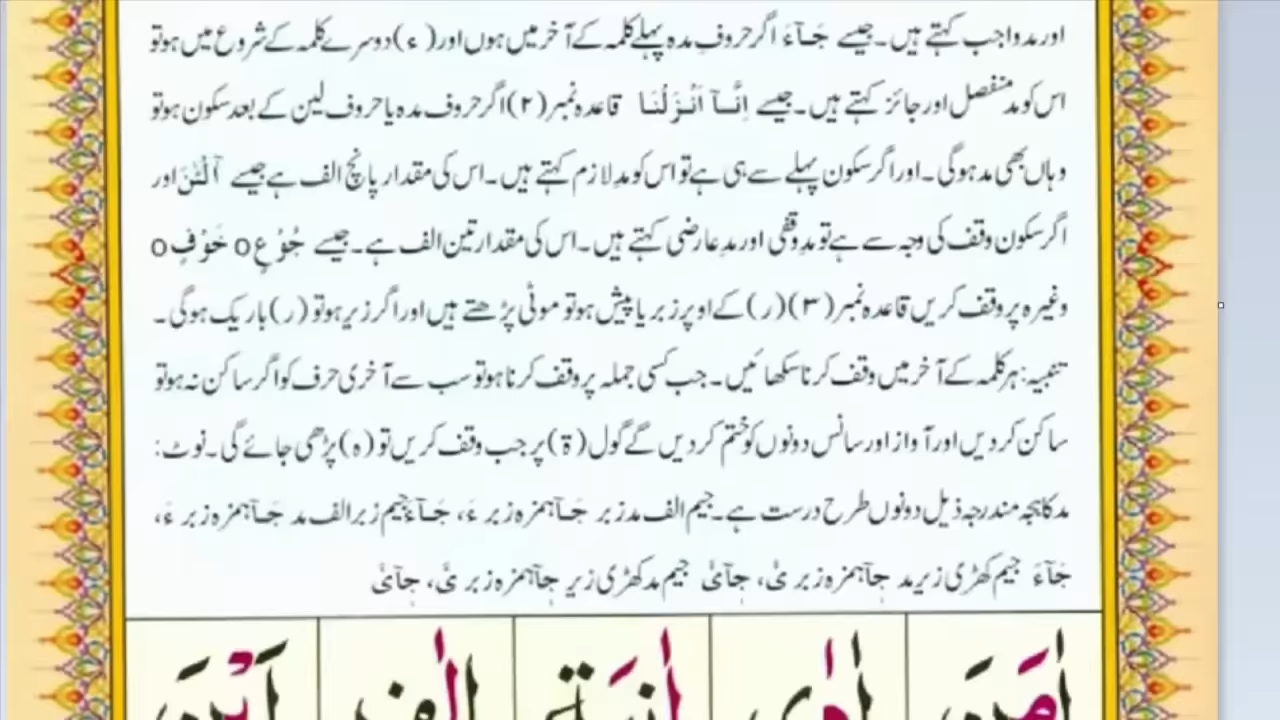 اور مد واجب کہتے ہیں۔ جیسے جَآءَ اگر حروفِ مدہ پہلے کلمہ کے آخر میں ہوں اور (ء) دوسرے کلمہ کے شروع میں ہو تو
اس کو مد منفصل اور جائز کہتے ہیں۔ جیسے اِنَّآ اَنْزَلْنَا قاعدہ نمبر (۲) اگر حروف مدہ یا حروف لین کے بعد سکون ہو تو
وہاں بھی مد ہوگی۔ اور اگر سکون پہلے سے ہی ہے تو اس کو مدِ لازم کہتے ہیں۔ اس کی مقدار پانچ الف ہے جیسے آلْـٰٔنَ اور
اگر سکون وقف کی وجہ سے ہے تو مدِ وقفی اور مدِ عارضی کہتے ہیں۔ اس کی مقدار تین الف ہے۔ جیسے جُوْعٍ o خَوْفٍ o
وغیرہ پر وقف کریں قاعدہ نمبر (۳) (ر) کے اوپر زبر یا پیش ہو تو موٹی پڑھتے ہیں اور اگر زیر ہو تو (ر) باریک ہوگی۔
تنبیہ: ہر کلمہ کے آخر میں وقف کرنا سکھائیں۔ جب کسی جملہ پر وقف کرنا ہو تو سب سے آخری حرف کو اگر ساکن نہ ہو تو
ساکن کر دیں اور آواز اور سانس دونوں کو ختم کر دیں گے گول (ۃ) پر جب وقف کریں تو (ہ) پڑھی جائے گی۔ نوٹ:
مد کا ہجہ مندرجہ ذیل دونوں طرح درست ہے۔ جیم الف مد زبر جَآ ہمزہ زبر ءَ، جَآءَ جیم زبر الف مد جَآ ہمزہ زبر ءَ،
جَآءَ جیم کھڑی زیر مد جآ ہمزہ زبر ئَ، جآئَ جیم مد کھڑی زیر جآ ہمزہ زبر ئَ، جآئَ